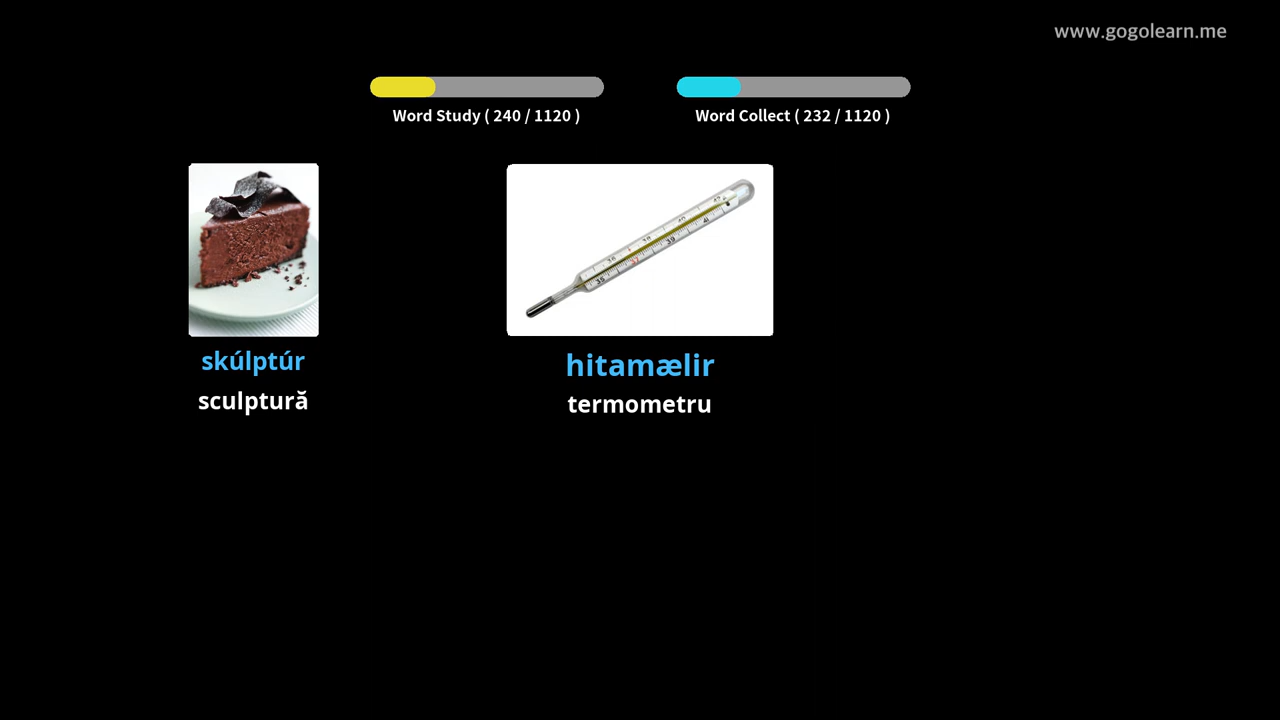 www.gogolearn.me
Word Study ( 240 / 1120 )
Word Collect ( 232 / 1120 )
skúlptúr
sculptură
hitamælir
termometru